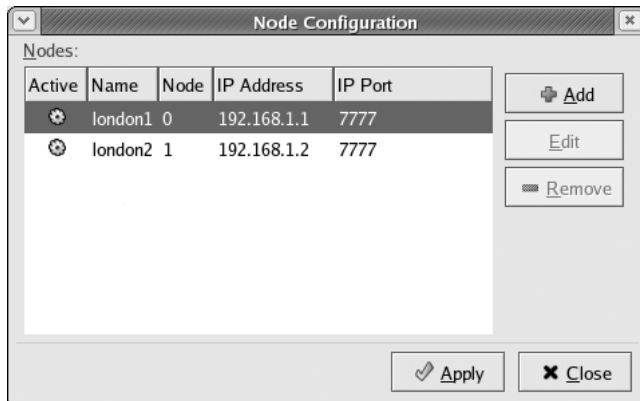 Node Configuration
Nodes:
Active Name Node IP Address IP Port
london1 0 192.168.1.1 7777
london2 1 192.168.1.2 7777
Add
Edit
Remove
Apply Close